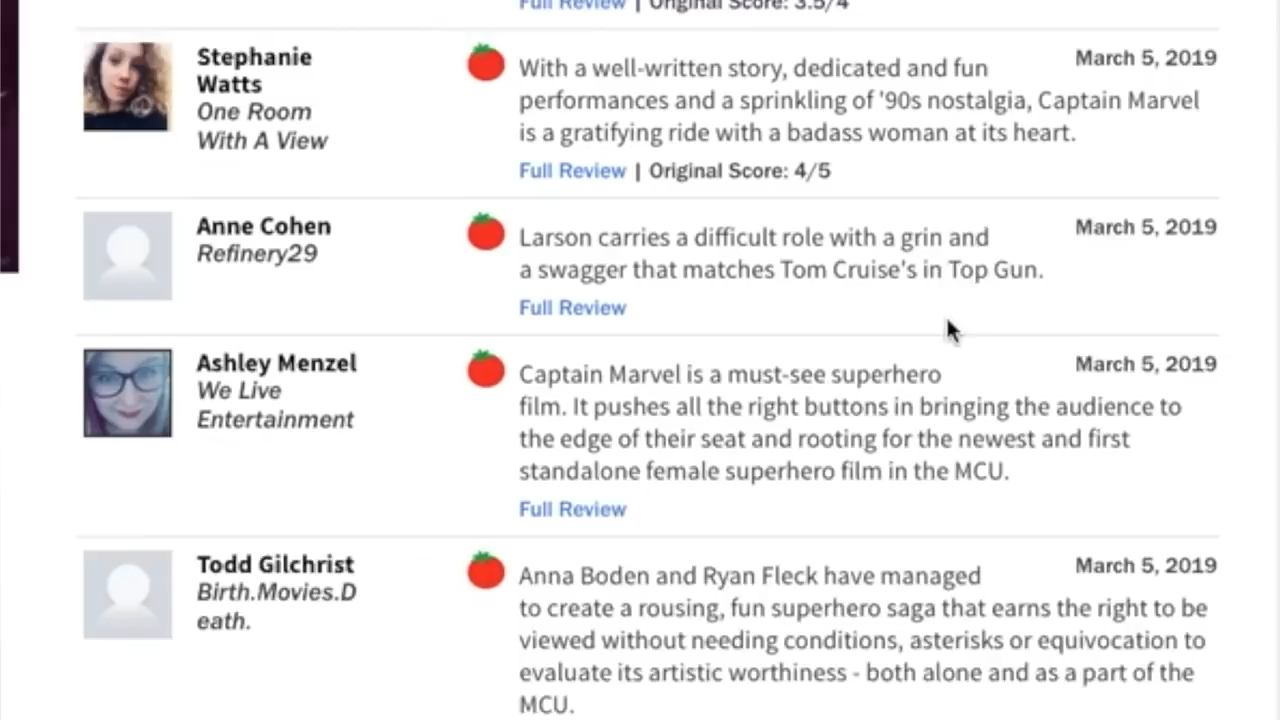 Full Review | Original Score: 3.5/4
Stephanie
Watts
One Room
With A View
With a well-written story, dedicated and fun
performances and a sprinkling of '90s nostalgia, Captain Marvel
is a gratifying ride with a badass woman at its heart.
Full Review | Original Score: 4/5
March 5, 2019
Anne Cohen
Refinery29
Larson carries a difficult role with a grin and
a swagger that matches Tom Cruise's in Top Gun.
Full Review
March 5, 2019
Ashley Menzel
We Live
Entertainment
Captain Marvel is a must-see superhero
film. It pushes all the right buttons in bringing the audience to
the edge of their seat and rooting for the newest and first
standalone female superhero film in the MCU.
Full Review
March 5, 2019
Todd Gilchrist
Birth.Movies.D
eath.
Anna Boden and Ryan Fleck have managed
to create a rousing, fun superhero saga that earns the right to be
viewed without needing conditions, asterisks or equivocation to
evaluate its artistic worthiness - both alone and as a part of the
MCU.
March 5, 2019